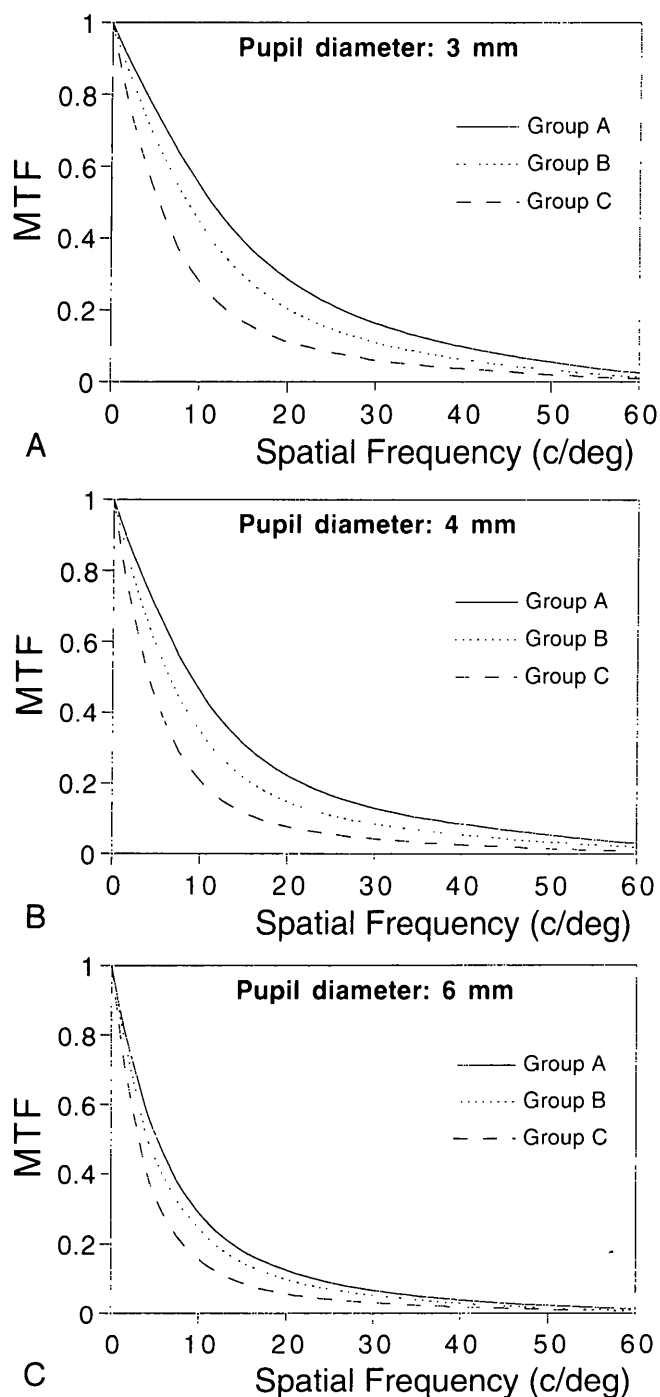 Pupil diameter: 3 mm
1
0.8
0.6
0.4
0.2
0
MTF
Group A
Group B
Group C
0 10 20 30 40 50 60
A
Spatial Frequency (c/deg)
Pupil diameter: 4 mm
1
0.8
0.6
0.4
0.2
0
MTF
Group A
Group B
Group C
0 10 20 30 40 50 60
B
Spatial Frequency (c/deg)
Pupil diameter: 6 mm
1
0.8
0.6
0.4
0.2
0
MTF
Group A
Group B
Group C
0 10 20 30 40 50 60
C
Spatial Frequency (c/deg)